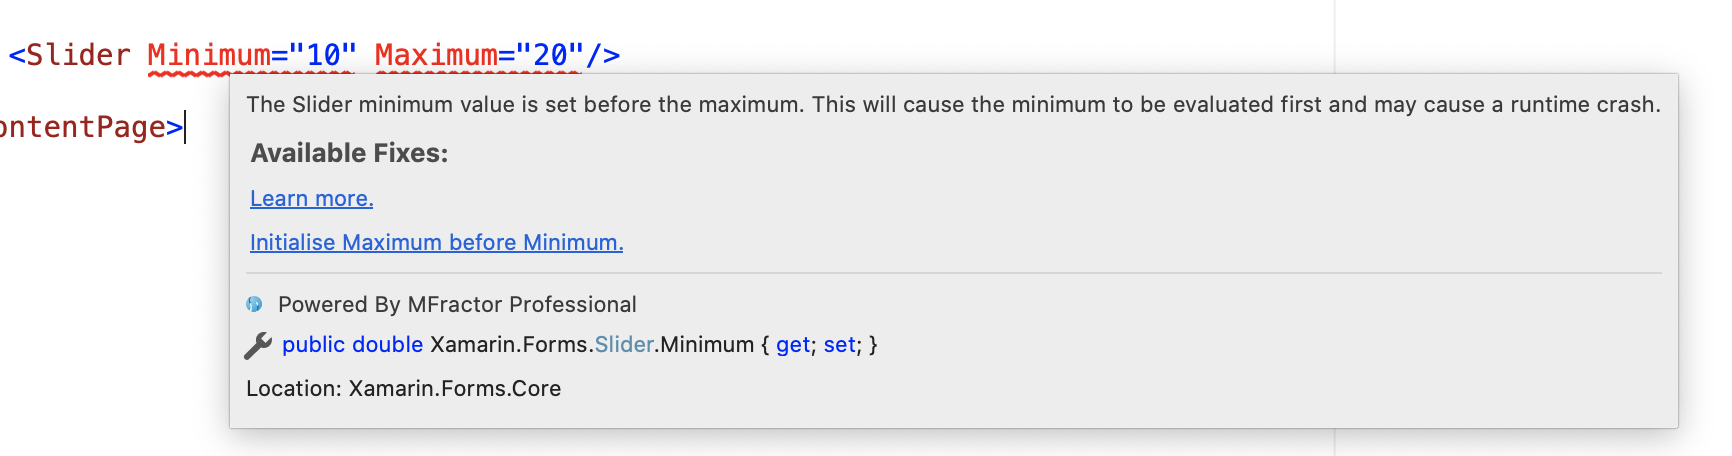 <Slider Minimum="10" Maximum="20"/>
The Slider minimum value is set before the maximum. This will cause the minimum to be evaluated first and may cause a runtime crash.
ontentPage>
Available Fixes:
Learn more.
Initialise Maximum before Minimum.
Powered By MFractor Professional
public double Xamarin.Forms.Slider.Minimum { get; set; }
Location: Xamarin.Forms.Core